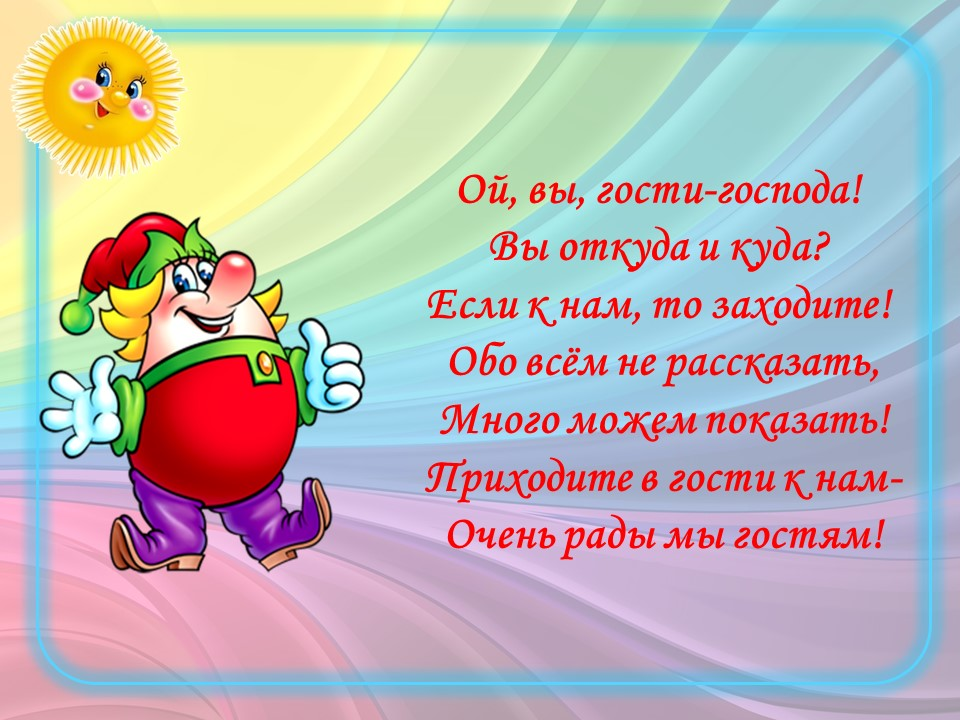 Ой, вы, гости-господа!
Вы откуда и куда?
Если к нам, то заходите!
Обо всём не рассказать,
Много можем показать!
Приходите в гости к нам-
Очень рады мы гостям!